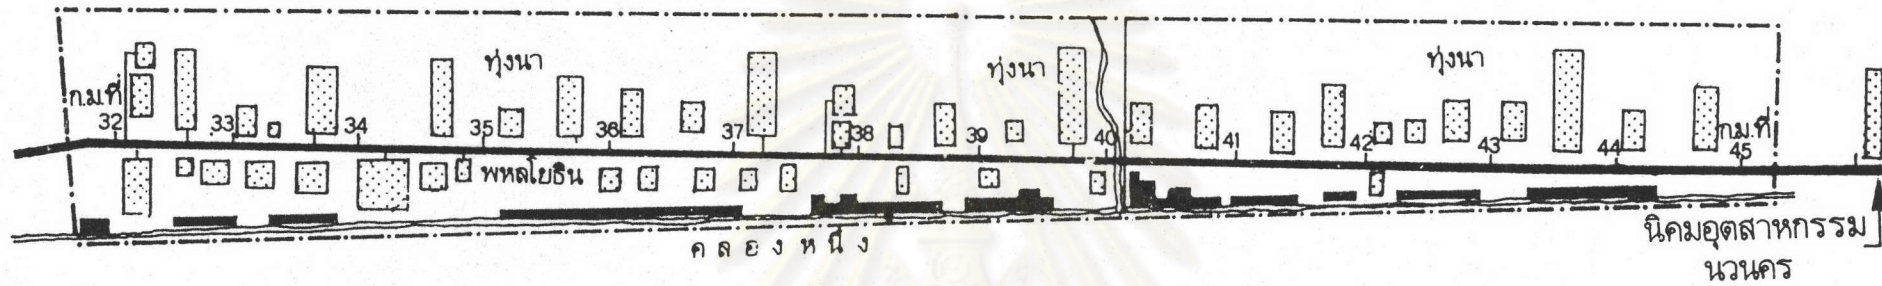 ทุ่งนา
ทุ่งนา
ทุ่งนา
ก.ม.ที่
32 33 34 35 36 37 38 39 40 41 42 43 44 45
ก.ม.ที่
พหลโยธิน
คลองหนึ่ง
นิคมอุตสาหกรรม
นวนคร